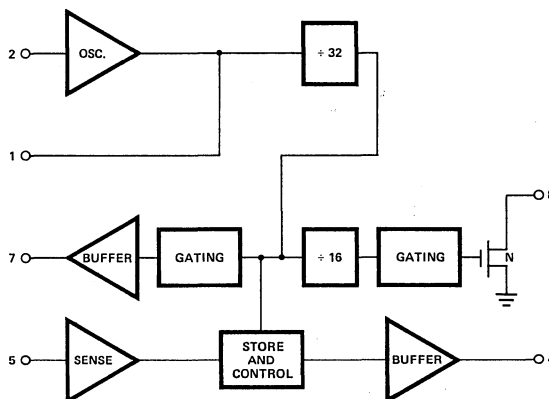 2 OSC. ÷ 32
1
7 BUFFER GATING ÷ 16 GATING N
5 SENSE STORE AND CONTROL BUFFER